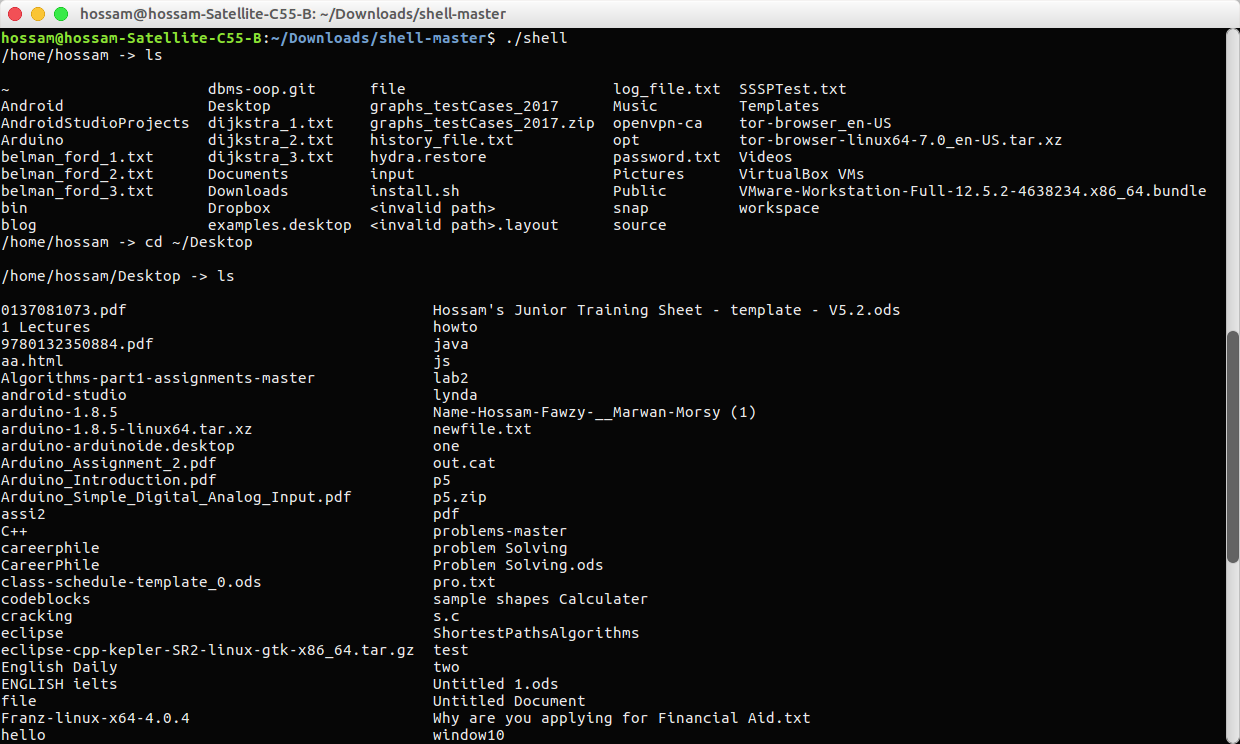 hossam@hossam-Satellite-C55-B: ~/Downloads/shell-master
hossam@hossam-Satellite-C55-B:~/Downloads/shell-master$ ./shell
/home/hossam -> ls
~                      dbms-oop.git      file                      log_file.txt  SSSPTest.txt
Android                Desktop           graphs_testCases_2017     Music         Templates
AndroidStudioProjects  dijkstra_1.txt    graphs_testCases_2017.zip openvpn-ca    tor-browser_en-US
Arduino                dijkstra_2.txt    history_file.txt          opt           tor-browser-linux64-7.0_en-US.tar.xz
belman_ford_1.txt      dijkstra_3.txt    hydra.restore             password.txt  Videos
belman_ford_2.txt      Documents         input                     Pictures      VirtualBox VMs
belman_ford_3.txt      Downloads         install.sh                Public        VMware-Workstation-Full-12.5.2-4638234.x86_64.bundle
bin                    Dropbox           <invalid path>            snap          workspace
blog                   examples.desktop  <invalid path>.layout     source
/home/hossam -> cd ~/Desktop
/home/hossam/Desktop -> ls
0137081073.pdf                                  Hossam's Junior Training Sheet - template - V5.2.ods
1 Lectures                                      howto
9780132350884.pdf                               java
aa.html                                         js
Algorithms-part1-assignments-master             lab2
android-studio                                  lynda
arduino-1.8.5                                   Name-Hossam-Fawzy-__Marwan-Morsy (1)
arduino-1.8.5-linux64.tar.xz                    newfile.txt
arduino-arduinoide.desktop                      one
Arduino_Assignment_2.pdf                        out.cat
Arduino_Introduction.pdf                        p5
Arduino_Simple_Digital_Analog_Input.pdf         p5.zip
assi2                                           pdf
C++                                             problems-master
careerphile                                     problem Solving
CareerPhile                                     Problem Solving.ods
class-schedule-template_0.ods                   pro.txt
codeblocks                                      sample shapes Calculater
cracking                                        s.c
eclipse                                         ShortestPathsAlgorithms
eclipse-cpp-kepler-SR2-linux-gtk-x86_64.tar.gz  test
English Daily                                   two
ENGLISH ielts                                   Untitled 1.ods
file                                            Untitled Document
Franz-linux-x64-4.0.4                           Why are you applying for Financial Aid.txt
hello                                           window10